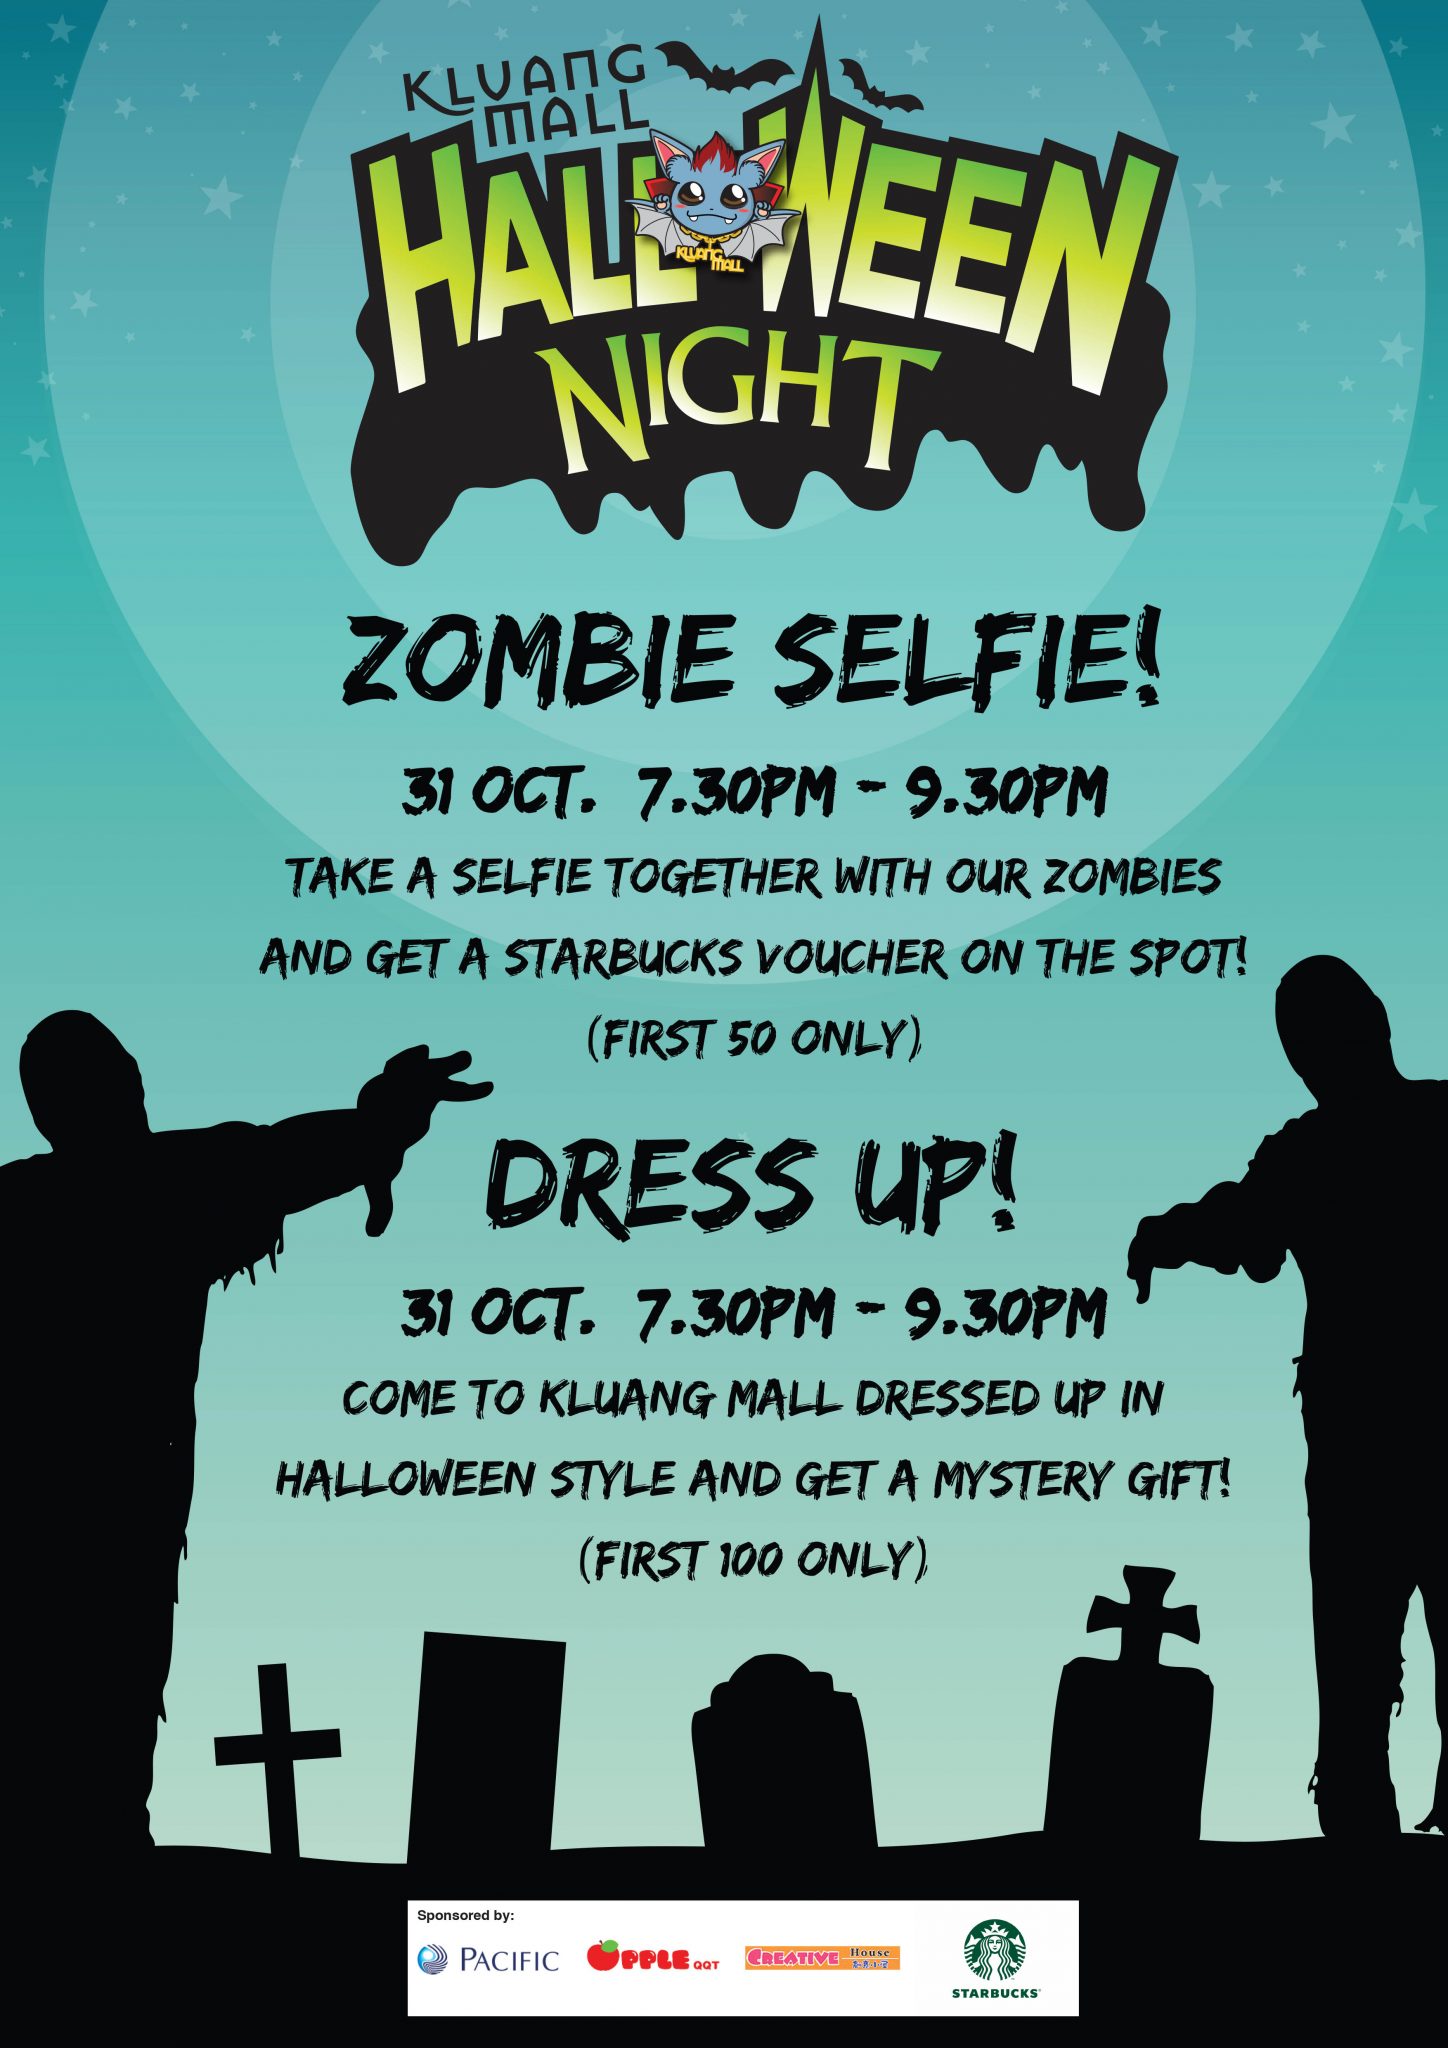 KLUANG
MALL
HALLOWEEN
KLUANG
MALL
NIGHT
ZOMBIE SELFIE!
31 OCT. 7.30PM - 9.30PM
TAKE A SELFIE TOGETHER WITH OUR ZOMBIES
AND GET A STARBUCKS VOUCHER ON THE SPOT!
(FIRST 50 ONLY)
DRESS UP!
31 OCT. 7.30PM - 9.30PM
COME TO KLUANG MALL DRESSED UP IN
HALLOWEEN STYLE AND GET A MYSTERY GIFT!
(FIRST 100 ONLY)
Sponsored by:
PACIFIC
APPLE QQT
CREATIVE House
STARBUCKS